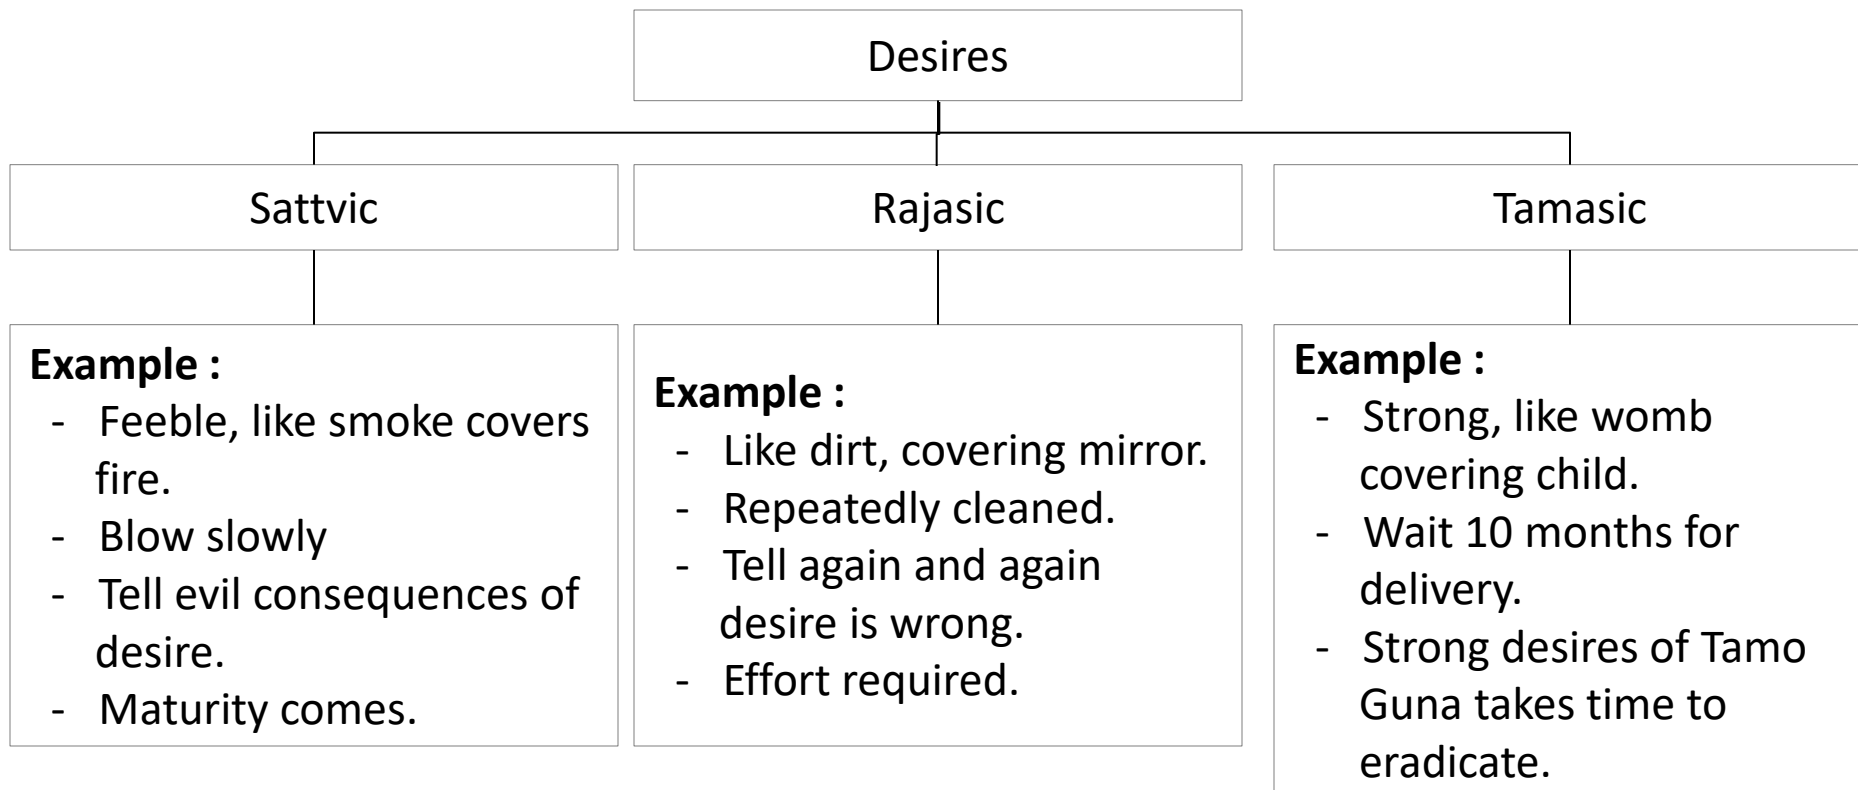 Desires
Sattvic
Rajasic
Tamasic
Example :
- Feeble, like smoke covers
fire.
- Blow slowly
- Tell evil consequences of
desire.
- Maturity comes.
Example :
- Like dirt, covering mirror.
- Repeatedly cleaned.
- Tell again and again
desire is wrong.
- Effort required.
Example :
- Strong, like womb
covering child.
- Wait 10 months for
delivery.
- Strong desires of Tamo
Guna takes time to
eradicate.